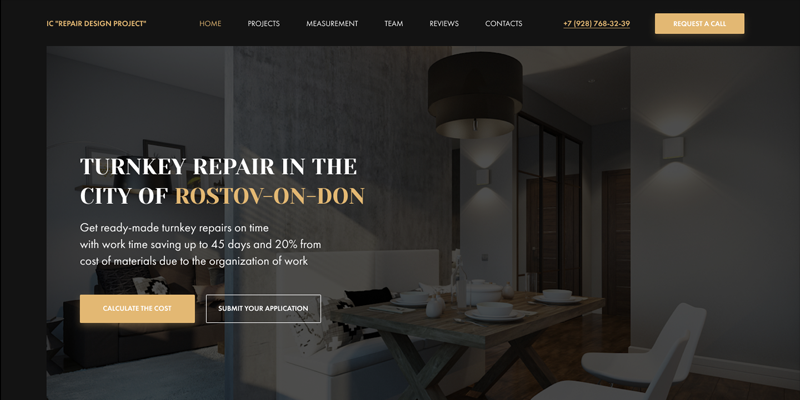 IC "REPAIR DESIGN PROJECT"
HOME
PROJECTS
MEASUREMENT
TEAM
REVIEWS
CONTACTS
+7 (928) 768-32-39
REQUEST A CALL
TURNKEY REPAIR IN THE
CITY OF ROSTOV-ON-DON
Get ready-made turnkey repairs on time
with work time saving up to 45 days and 20% from
cost of materials due to the organization of work
CALCULATE THE COST
SUBMIT YOUR APPLICATION